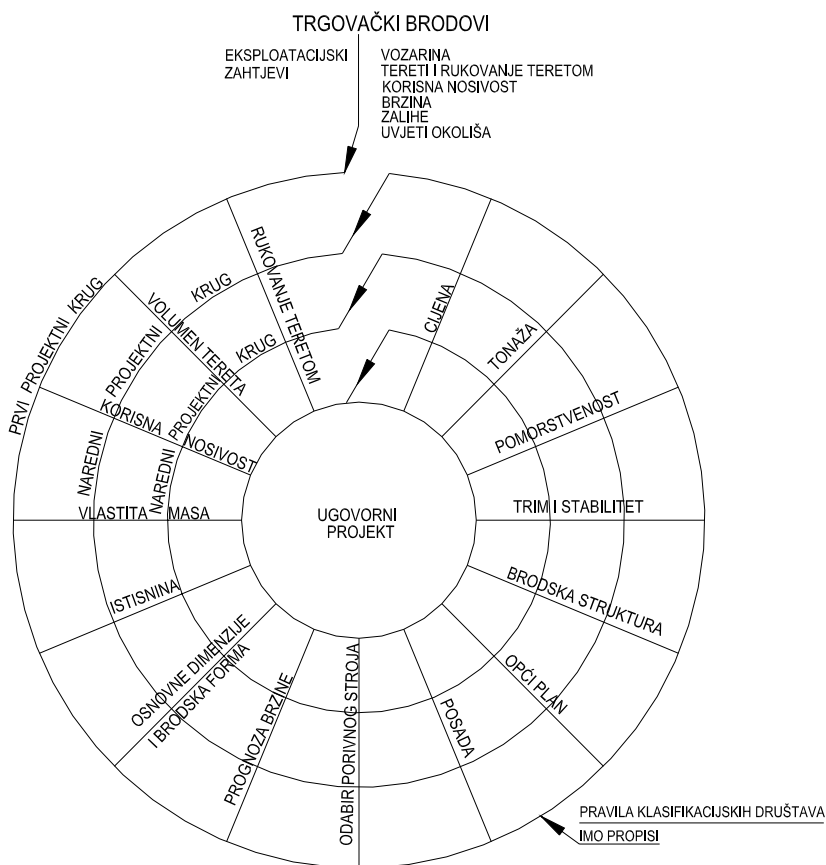 TRGOVAČKI BRODOVI
EKSPLOATACIJSKI
ZAHTJEVI
VOZARINA
TERETI I RUKOVANJE TERETOM
KORISNA NOSIVOST
BRZINA
ZALIHE
UVJETI OKOLIŠA
PRVI PROJEKTNI KRUG
NAREDNI PROJEKTNI KRUG
NAREDNI PROJEKTNI KRUG
RUKOVANJE TERETOM
VOLUMEN TERETA
KORISNA NOSIVOST
VLASTITA MASA
ISTISNINA
OSNOVNE DIMENZIJE
I BRODSKA FORMA
PROGNOZA BRZINE
ODABIR PORIVNOG STROJA
POSADA
OPĆI PLAN
BRODSKA STRUKTURA
TRIM I STABILITET
POMORSTVENOST
TONAŽA
CIJENA
UGOVORNI
PROJEKT
PRAVILA KLASIFIKACIJSKIH DRUŠTAVA
IMO PROPISI